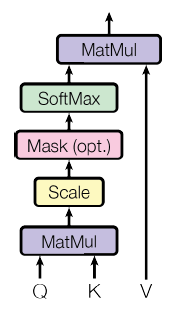 MatMul
SoftMax
Mask (opt.)
Scale
MatMul
Q K V